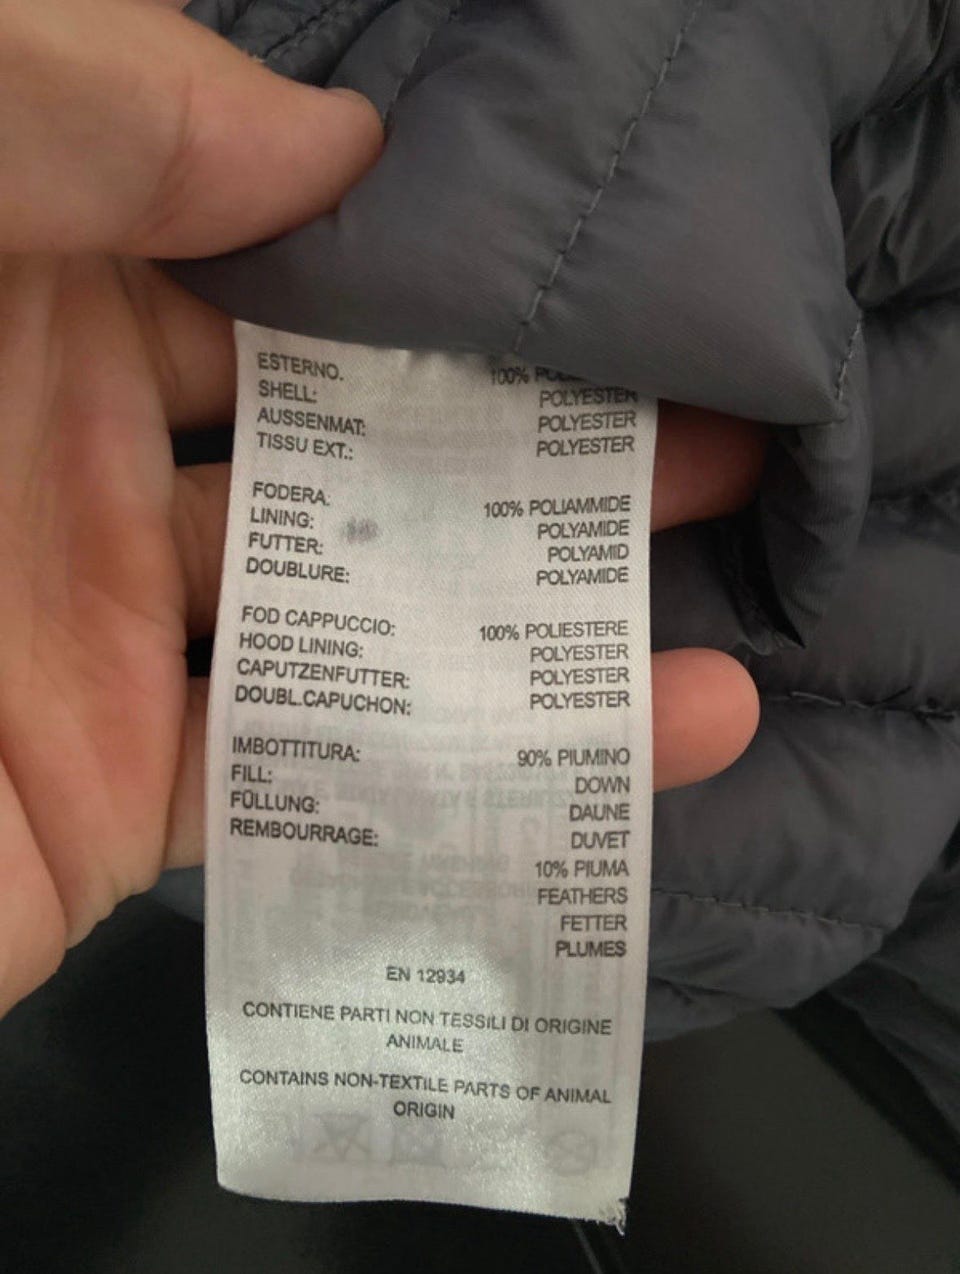 ESTERNO.
100%
SHELL:
POLYESTER
AUSSENMAT:
POLYESTER
TISSU EXT.:
POLYESTER
FODERA:
100% POLIAMMIDE
LINING:
POLYAMIDE
FUTTER:
POLYAMID
DOUBLURE:
POLYAMIDE
FOD CAPPUCCIO:
100% POLIESTERE
HOOD LINING:
POLYESTER
CAPUTZENFUTTER:
POLYESTER
DOUBL.CAPUCHON:
POLYESTER
IMBOTTITURA:
90% PIUMINO
FILL:
DOWN
FÜLLUNG:
DAUNE
REMBOURRAGE:
DUVET
10% PIUMA
FEATHERS
FETTER
PLUMES
EN 12934
CONTIENE PARTI NON TESSILI DI ORIGINE
ANIMALE
CONTAINS NON-TEXTILE PARTS OF ANIMAL
ORIGIN